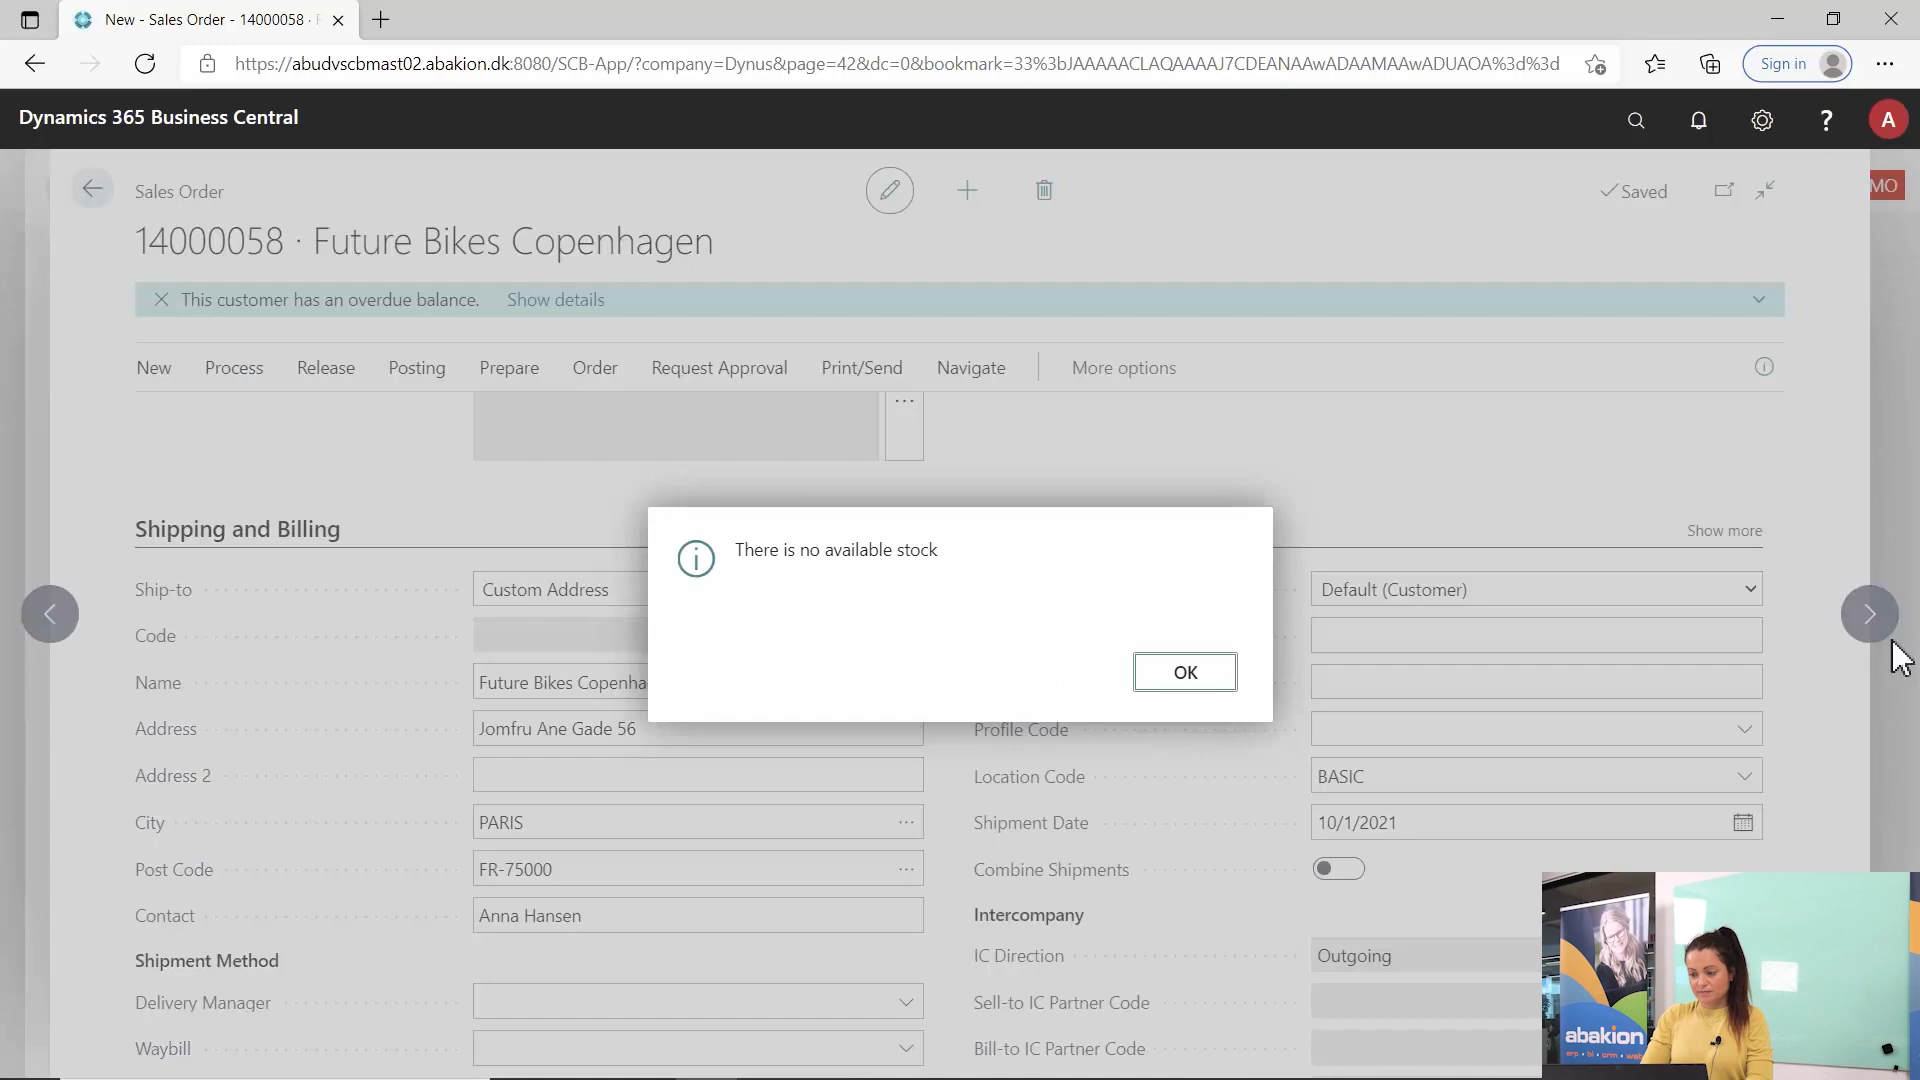 New - Sales Order - 14000058 · F
https://abudvscbmast02.abakion.dk:8080/SCB-App/?company=Dynus&page=42&dc=0&bookmark=33%3bJAAAAACLAQAAAAJ7CDEANAAwADAAMAAwADUAOA%3d%3d
Sign in
Dynamics 365 Business Central
?
A
Sales Order
Saved
MO
14000058 · Future Bikes Copenhagen
This customer has an overdue balance. Show details
New Process Release Posting Prepare Order Request Approval Print/Send Navigate More options
Shipping and Billing
Show more
There is no available stock
OK
Ship-to
Custom Address
Default (Customer)
Code
Name
Future Bikes Copenha
Address
Jomfru Ane Gade 56
Profile Code
Address 2
Location Code
BASIC
City
PARIS
Shipment Date
10/1/2021
Post Code
FR-75000
Combine Shipments
Contact
Anna Hansen
Intercompany
Shipment Method
IC Direction
Outgoing
Delivery Manager
Sell-to IC Partner Code
Waybill
Bill-to IC Partner Code
abakion
erp • bi • crm • web